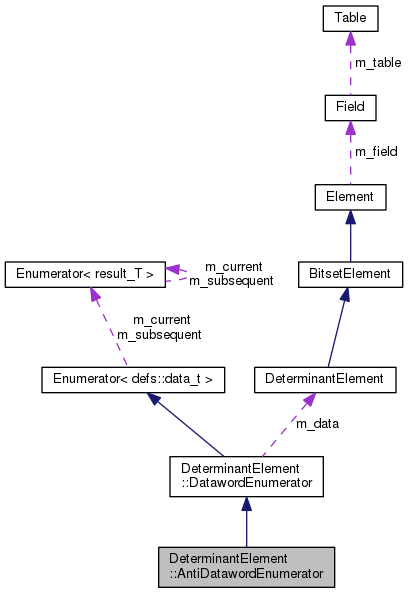 Table
m_table
Field
m_field
Element
m_current
m_subsequent
Enumerator< result_T >
BitsetElement
m_current
m_subsequent
Enumerator< defs::data_t >
DeterminantElement
m_data
DeterminantElement
::DatawordEnumerator
DeterminantElement
::AntiDatawordEnumerator